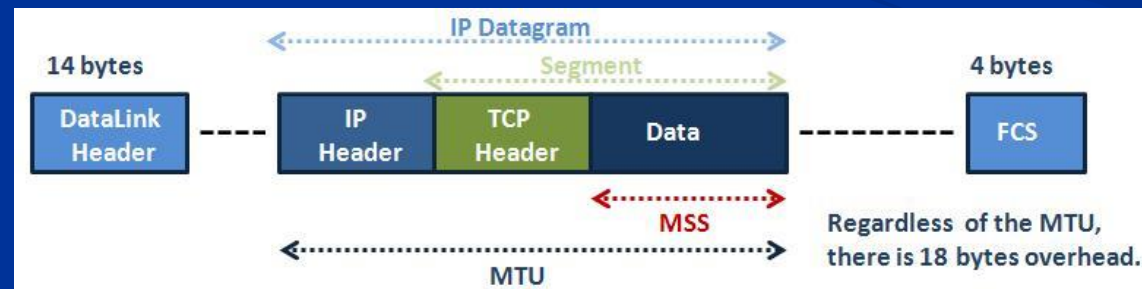 IP Datagram
14 bytes
Segment
4 bytes
DataLink
Header
IP
Header
TCP
Header
Data
FCS
MSS
MTU
Regardless of the MTU,
there is 18 bytes overhead.